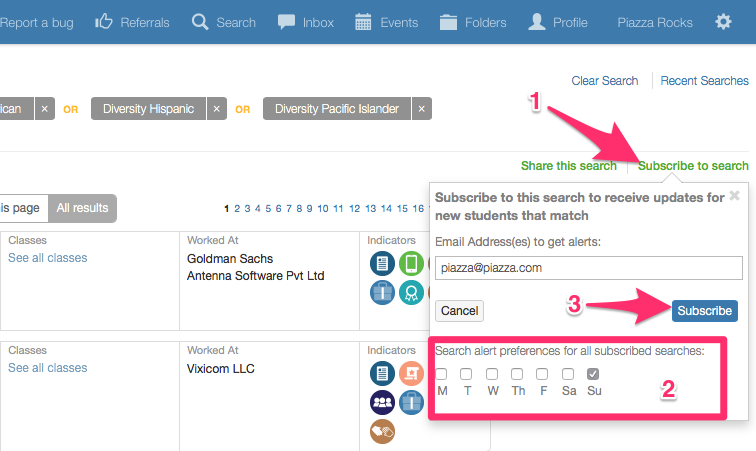 Report a bug Referrals Search Inbox Events Folders Profile Piazza Rocks
Clear Search Recent Searches
1
ican × OR Diversity Hispanic × OR Diversity Pacific Islander ×
Share this search Subscribe to search
his page All results
1 2 3 4 5 6 7 8 9 10 11 12 13 14 15 16
Subscribe to this search to receive updates for
new students that match
×
Email Address(es) to get alerts:
piazza@piazza.com
Cancel
3
Subscribe
Search alert preferences for all subscribed searches:
M T W Th F Sa Su
2
Classes Worked At Indicators
See all classes Goldman Sachs
Antenna Software Pvt Ltd
Classes Worked At Indicators
See all classes Vixicom LLC